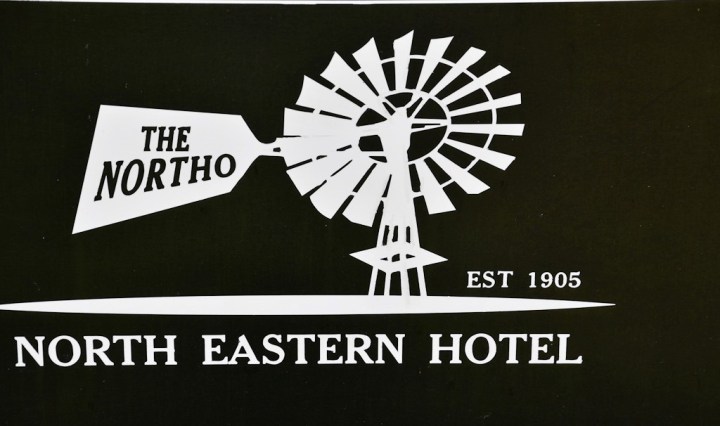 THE
NORTHO
EST 1905
NORTH EASTERN HOTEL